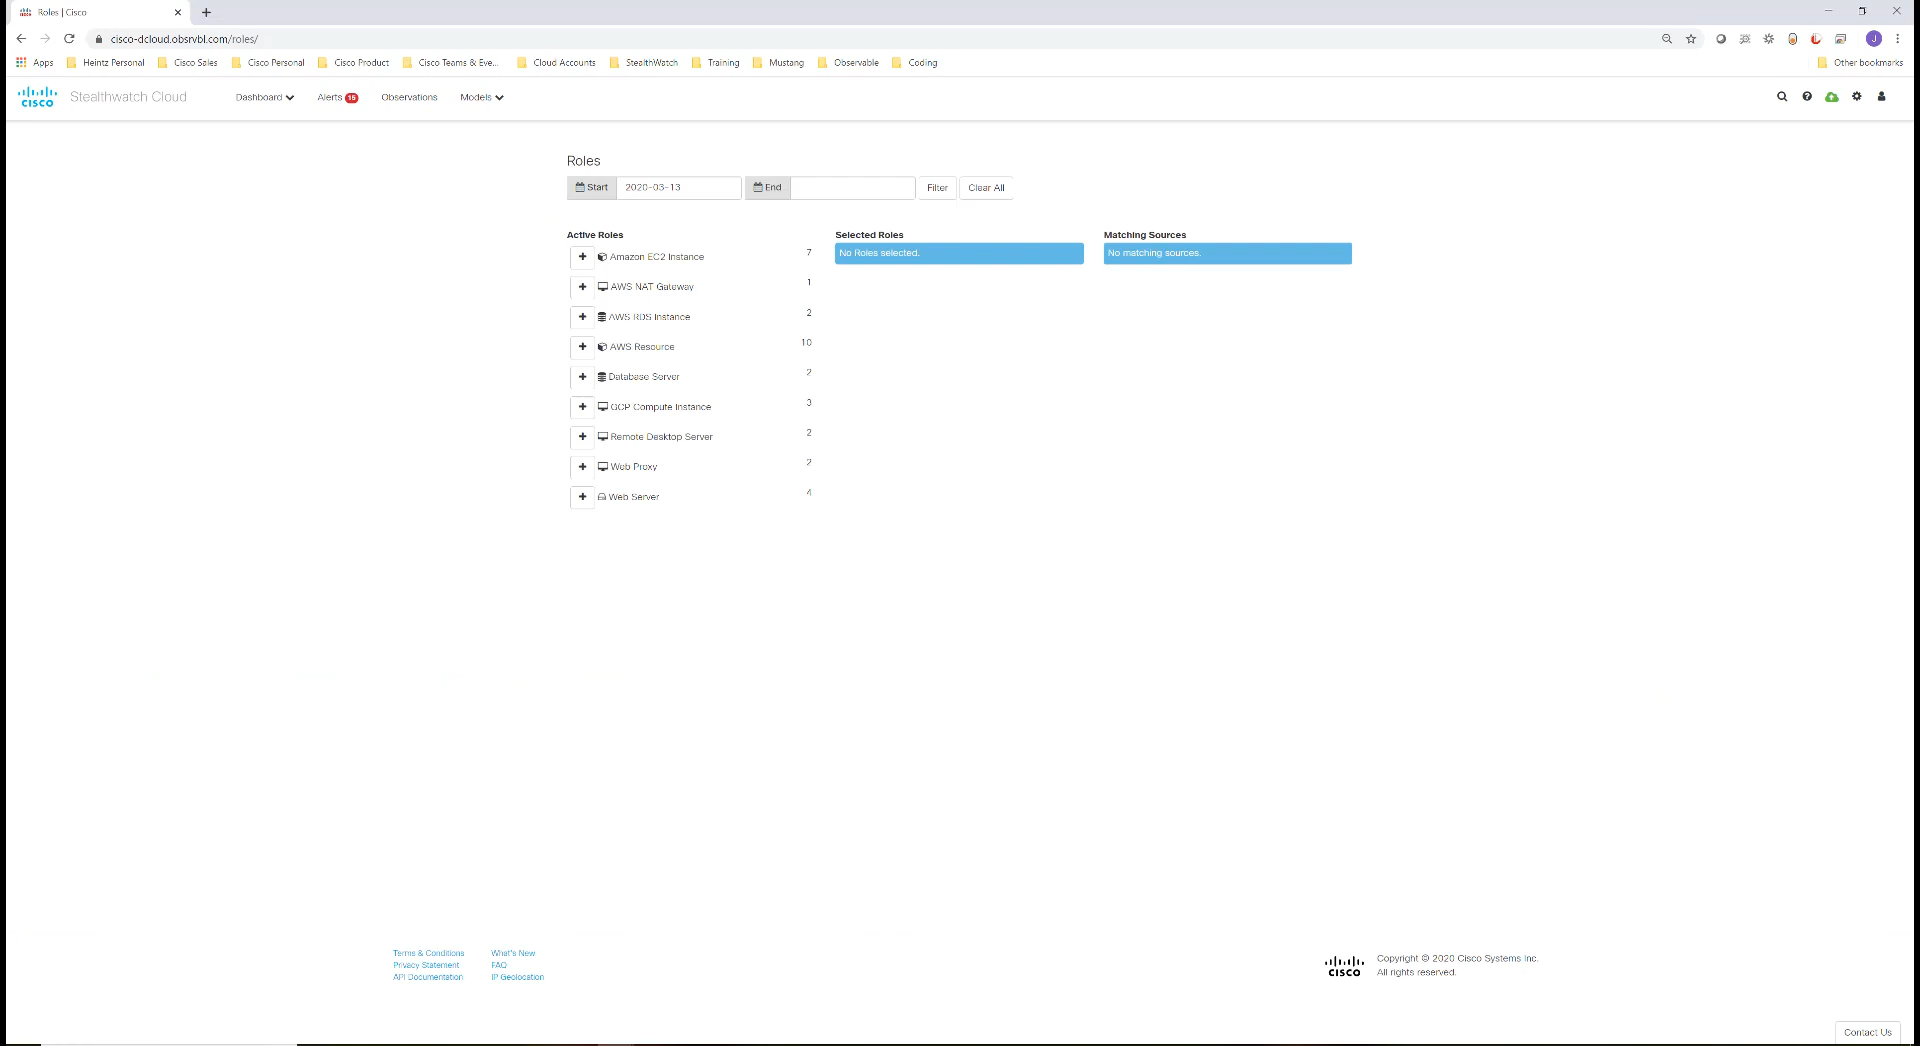 Roles | Cisco
cisco-dcloud.obsrvbl.com/roles/
J
Apps Heintz Personal Cisco Sales Cisco Personal Cisco Product Cisco Teams & Eve... Cloud Accounts StealthWatch Training Mustang Observable Coding Other bookmarks
CISCO Stealthwatch Cloud Dashboard Alerts 15 Observations Models
Roles
Start 2020-03-13 End Filter Clear All
Active Roles Selected Roles Matching Sources
No Roles selected. No matching sources.
Amazon EC2 Instance 7
AWS NAT Gateway 1
AWS RDS Instance 2
AWS Resource 10
Database Server 2
GCP Compute Instance 3
Remote Desktop Server 2
Web Proxy 2
Web Server 4
Terms & Conditions What's New
Privacy Statement FAQ
API Documentation IP Geolocation
CISCO
Copyright © 2020 Cisco Systems Inc.
All rights reserved.
Contact Us